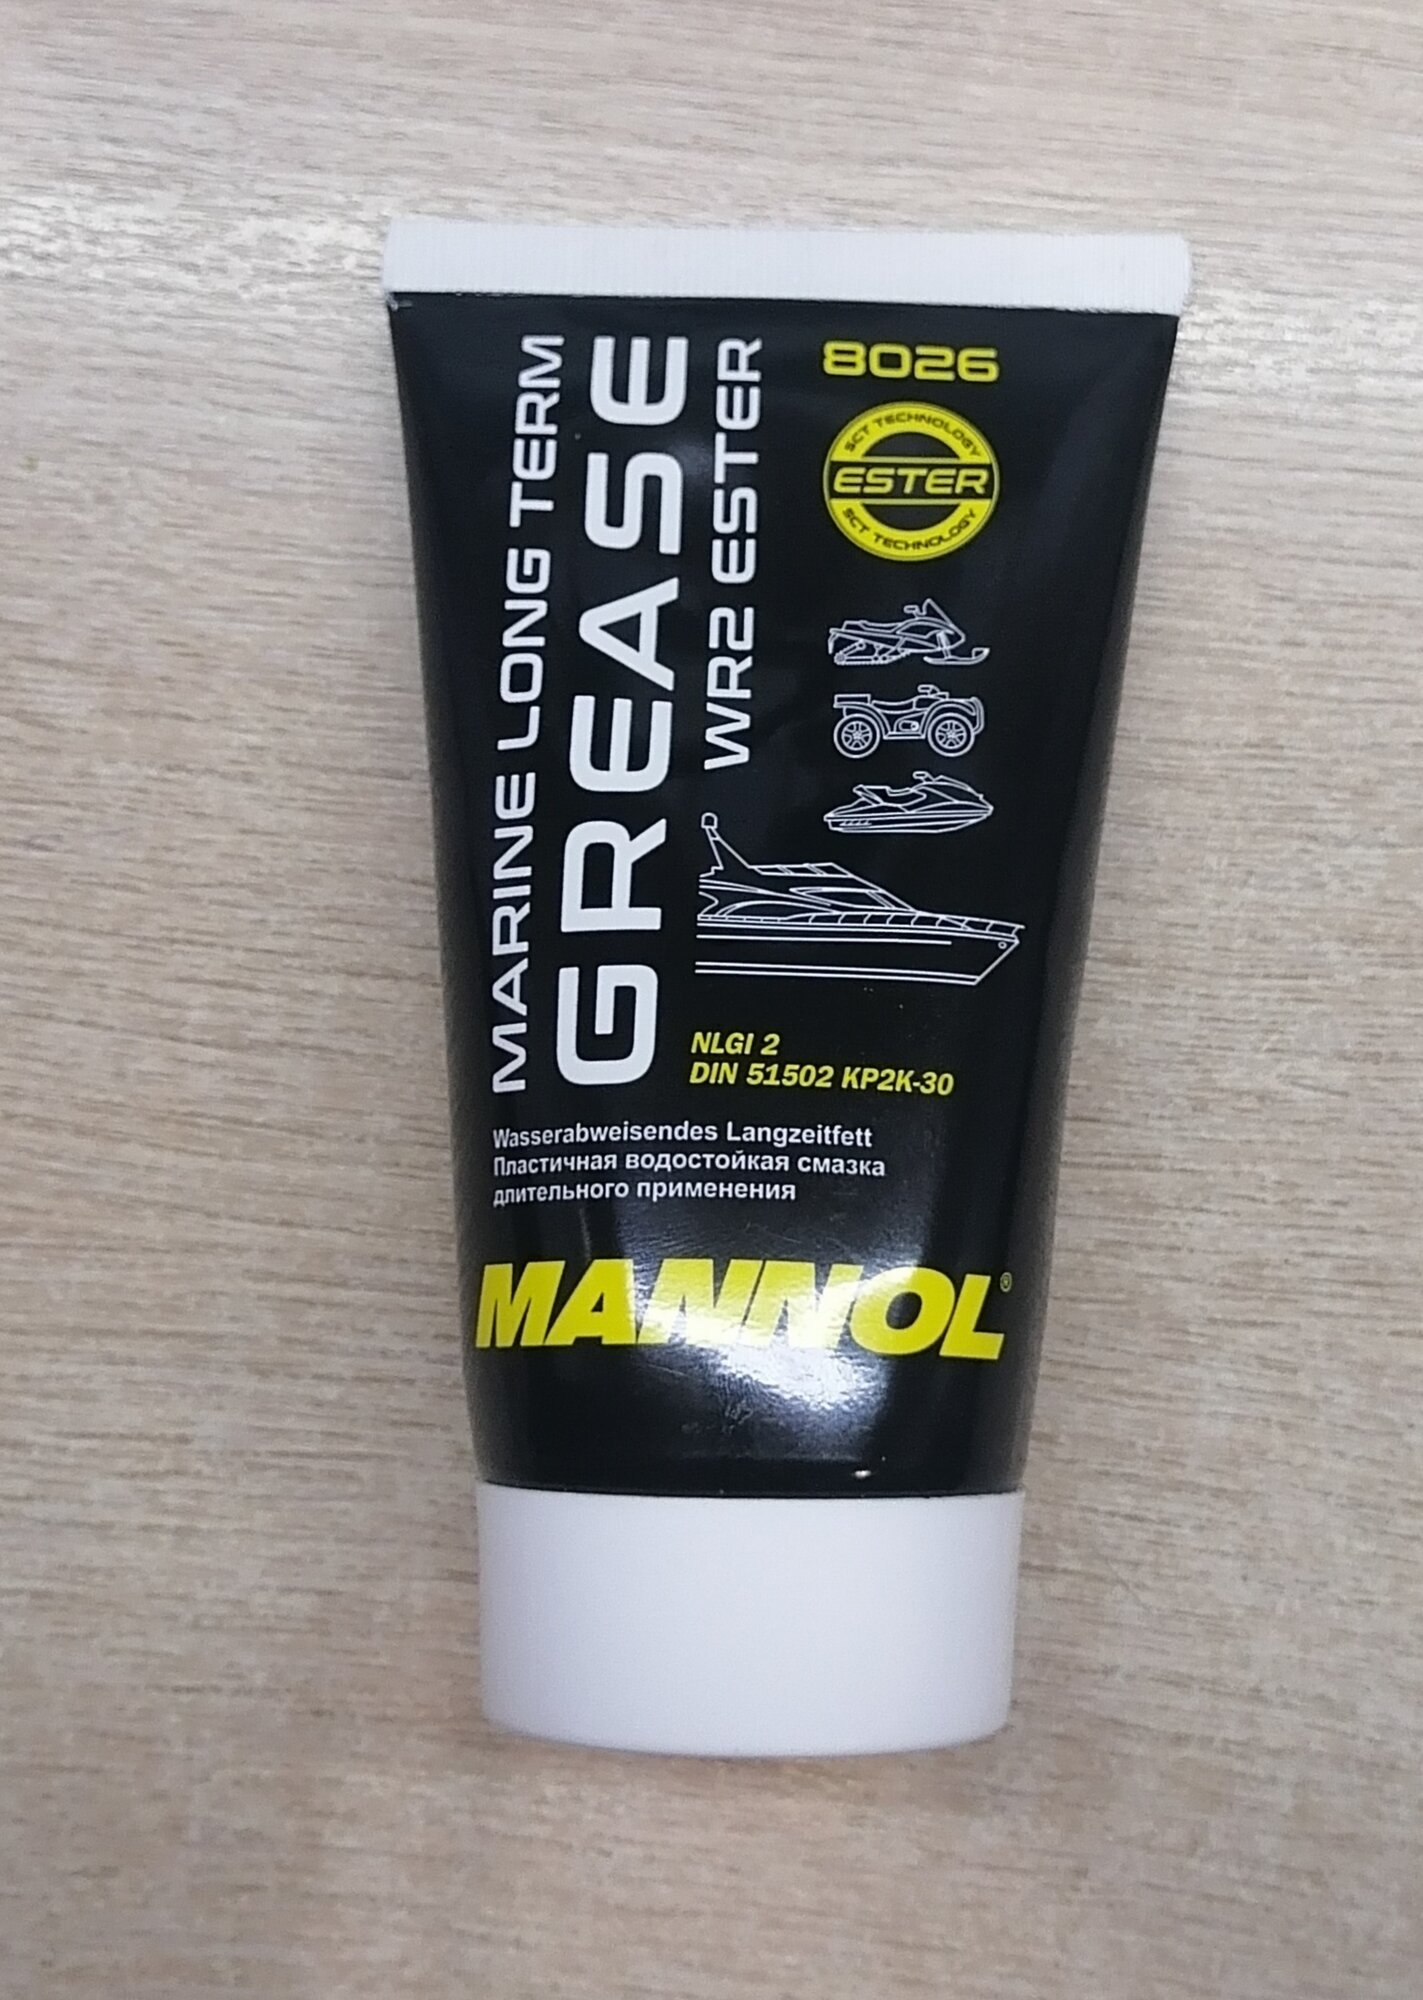 MARINE LONG TERM
GREASE
WR2 ESTER
8026
SCT TECHNOLOGY
ESTER
SCT TECHNOLOGY
NLGI 2
DIN 51502 KP2K-30
Wasserabweisendes Langzeitfett
Пластичная водостойкая смазка
длительного применения
MANNOL®